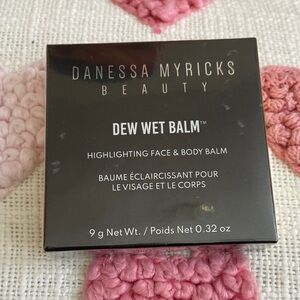 DANESSA MYRICKS
BEAUTY
DEW WET BALM™
HIGHLIGHTING FACE & BODY BALM
BAUME ÉCLAIRCISSANT POUR
LE VISAGE ET LE CORPS
9 g Net Wt. / Poids Net 0.32 oz